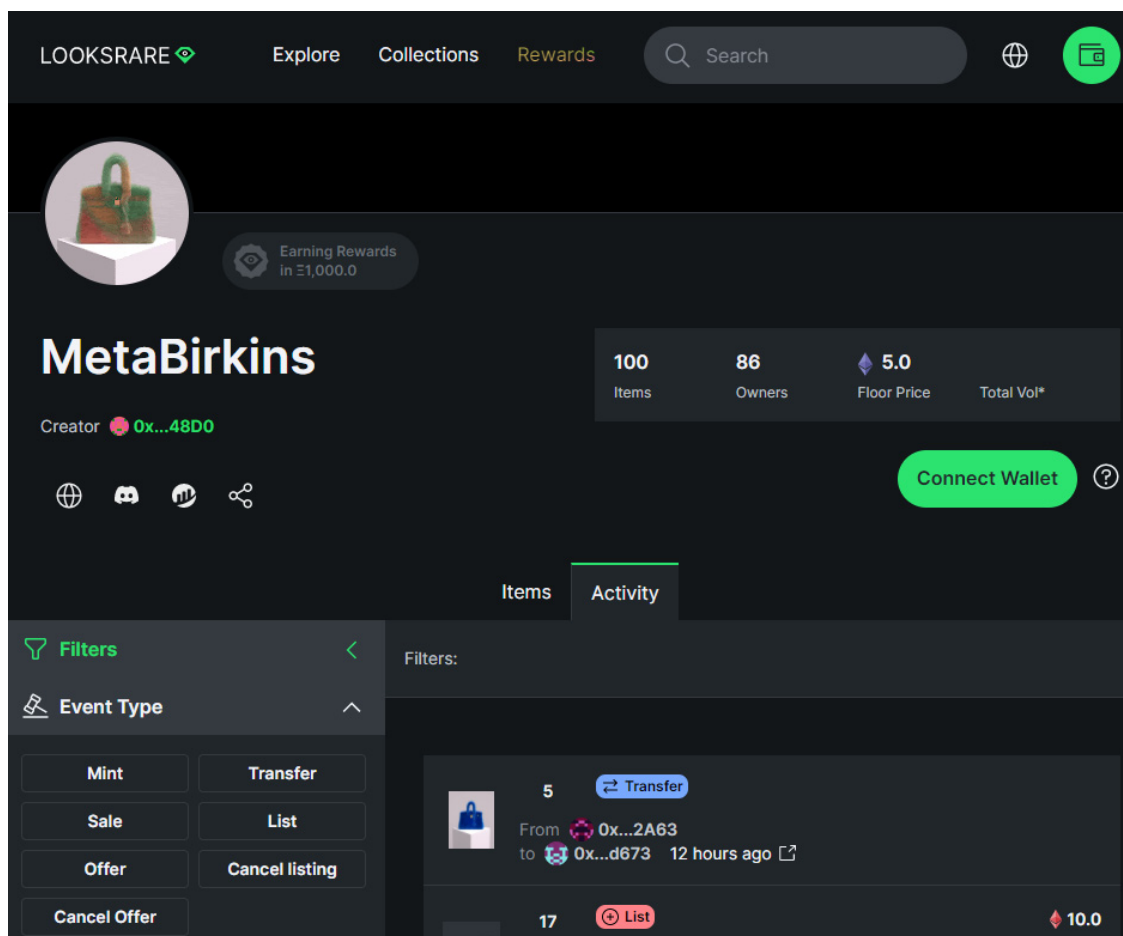 LOOKSRARE Explore Collections Rewards Search
Earning Rewards
in Ξ1,000.0
MetaBirkins
100 86 5.0
Items Owners Floor Price Total Vol*
Creator 0x...48D0
Connect Wallet
Items Activity
Filters
Filters:
Event Type
Mint Transfer
Sale List
Offer Cancel listing
Cancel Offer
5 Transfer
From 0x...2A63
to 0x...d673 12 hours ago
17 List 10.0